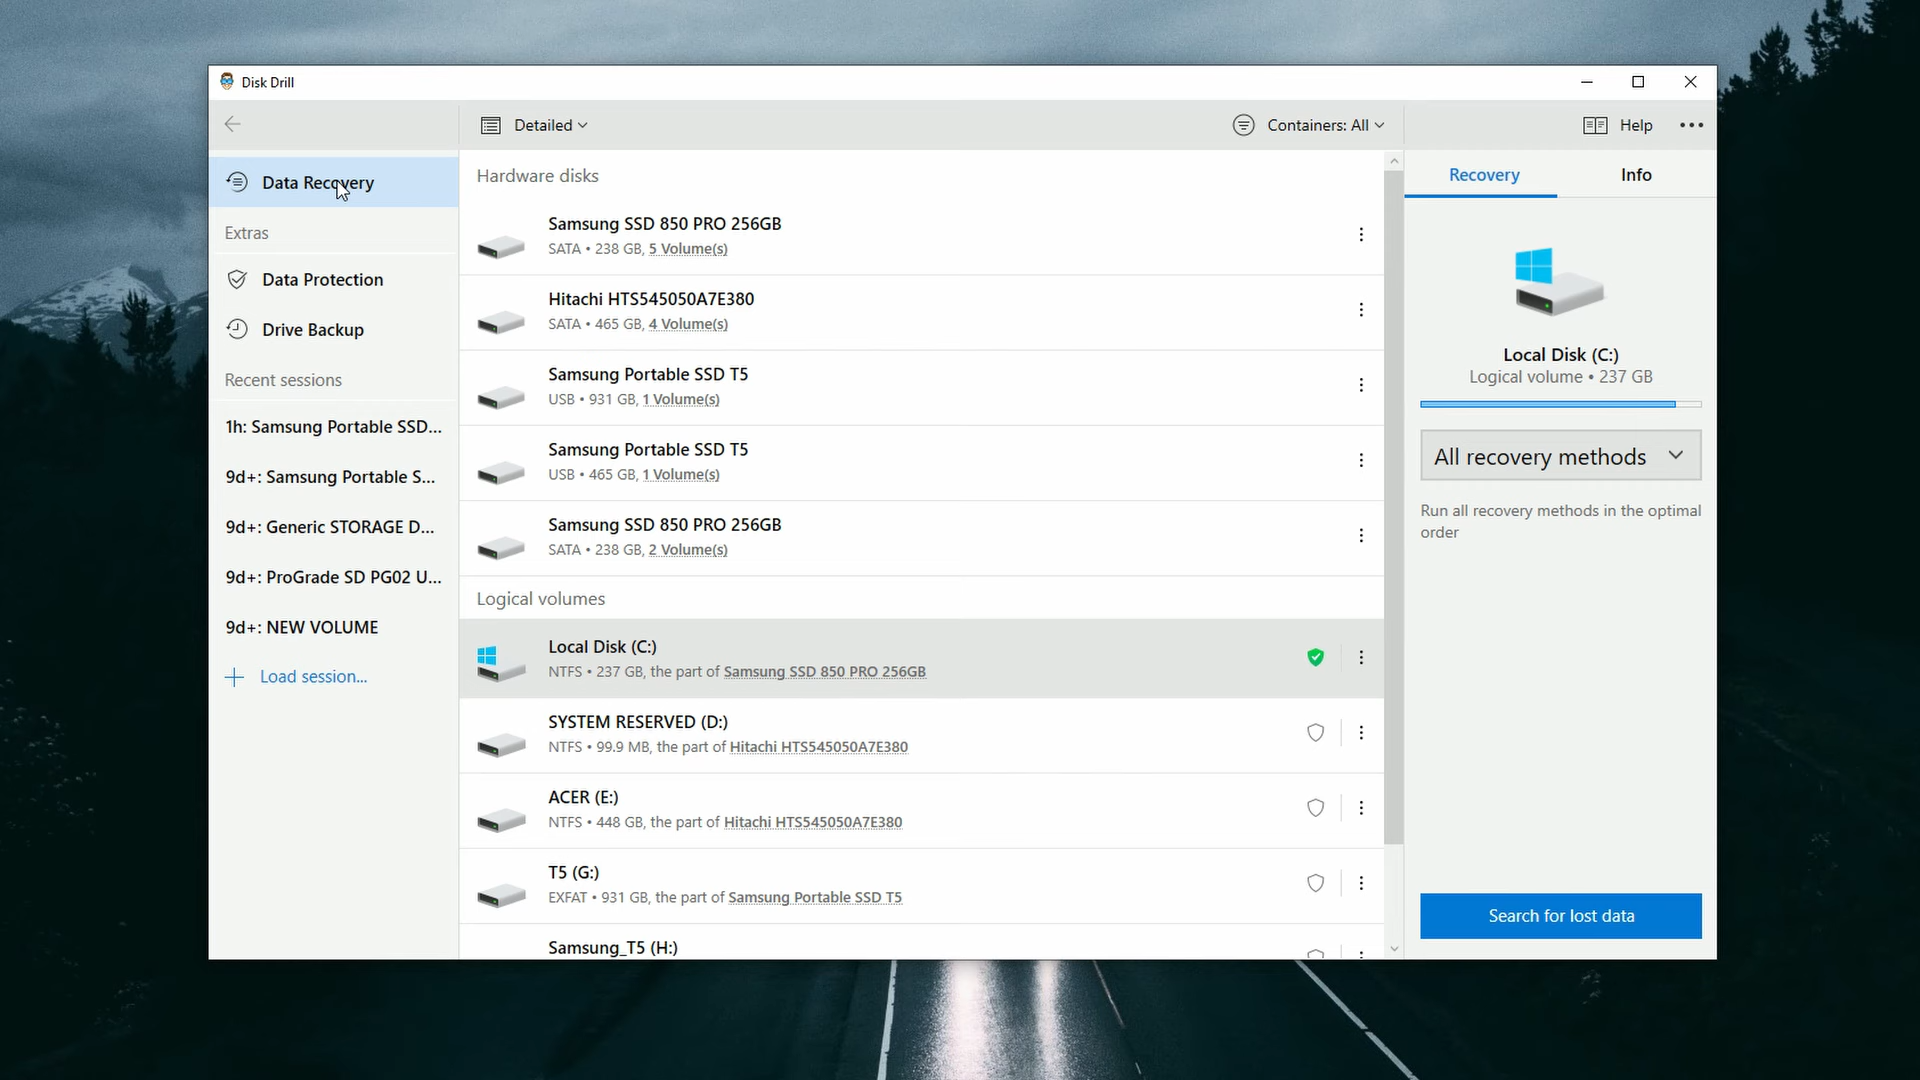 Disk Drill
Detailed
Containers: All
Help
Data Recovery
Extras
Data Protection
Drive Backup
Recent sessions
1h: Samsung Portable SSD...
9d+: Samsung Portable S...
9d+: Generic STORAGE D...
9d+: ProGrade SD PG02 U...
9d+: NEW VOLUME
Load session...
Hardware disks
Samsung SSD 850 PRO 256GB
SATA • 238 GB, 5 Volume(s)
Hitachi HTS545050A7E380
SATA • 465 GB, 4 Volume(s)
Samsung Portable SSD T5
USB • 931 GB, 1 Volume(s)
Samsung Portable SSD T5
USB • 465 GB, 1 Volume(s)
Samsung SSD 850 PRO 256GB
SATA • 238 GB, 2 Volume(s)
Logical volumes
Local Disk (C:)
NTFS • 237 GB, the part of Samsung SSD 850 PRO 256GB
SYSTEM RESERVED (D:)
NTFS • 99.9 MB, the part of Hitachi HTS545050A7E380
ACER (E:)
NTFS • 448 GB, the part of Hitachi HTS545050A7E380
T5 (G:)
EXFAT • 931 GB, the part of Samsung Portable SSD T5
Samsung_T5 (H:)
Recovery
Info
Local Disk (C:)
Logical volume • 237 GB
All recovery methods
Run all recovery methods in the optimal
order
Search for lost data